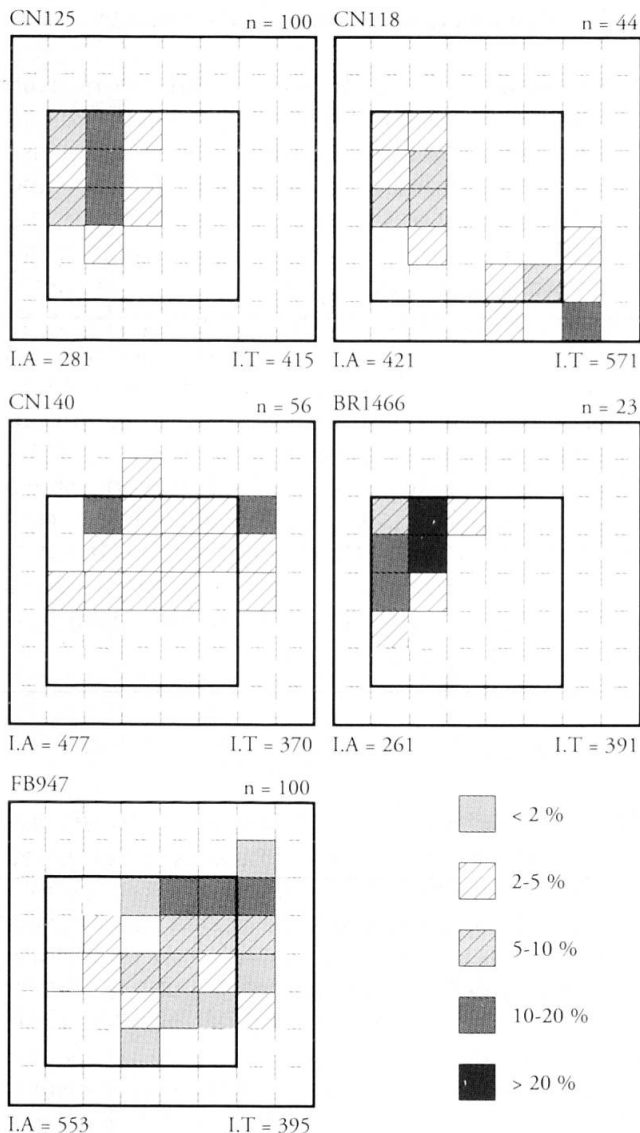 CN125 n = 100
CN118 n = 44
I.A = 281 I.T = 415
I.A = 421 I.T = 571
CN140 n = 56
BR1466 n = 23
I.A = 477 I.T = 370
I.A = 261 I.T = 391
FB947 n = 100
< 2 %
2-5 %
5-10 %
10-20 %
> 20 %
I.A = 553 I.T = 395